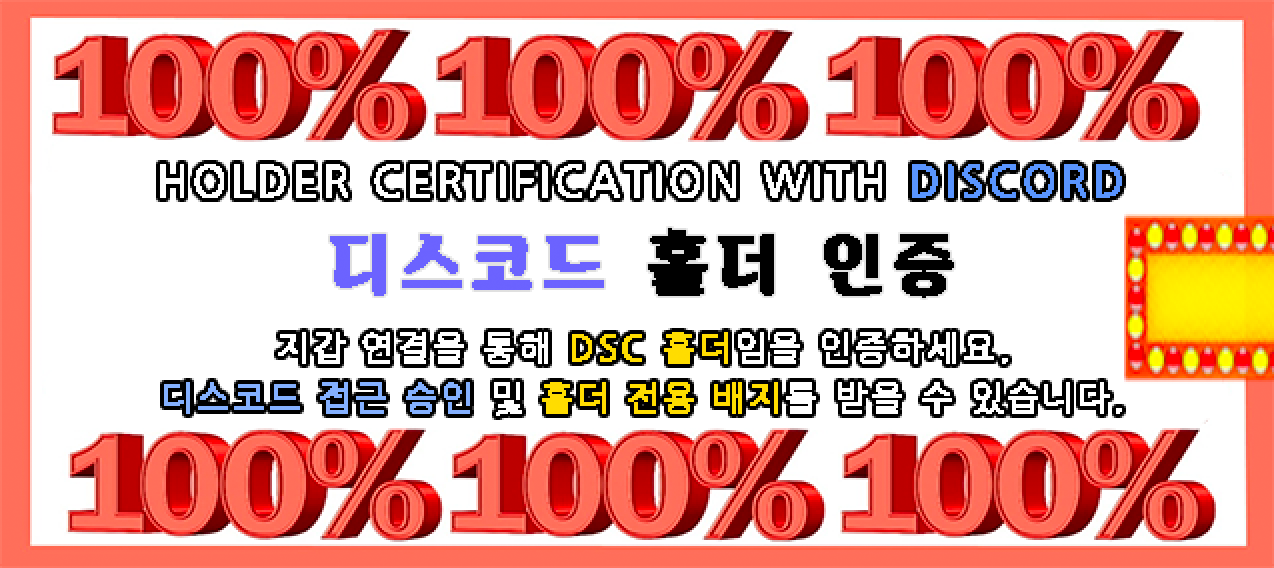 100% 100% 100%
HOLDER CERTIFICATION WITH DISCORD
디스코드 홀더 인증
지갑 연결을 통해 DSC 홀더임을 인증하세요.
디스코드 접근 승인 및 홀더 전용 배지를 받을 수 있습니다.
100% 100% 100%